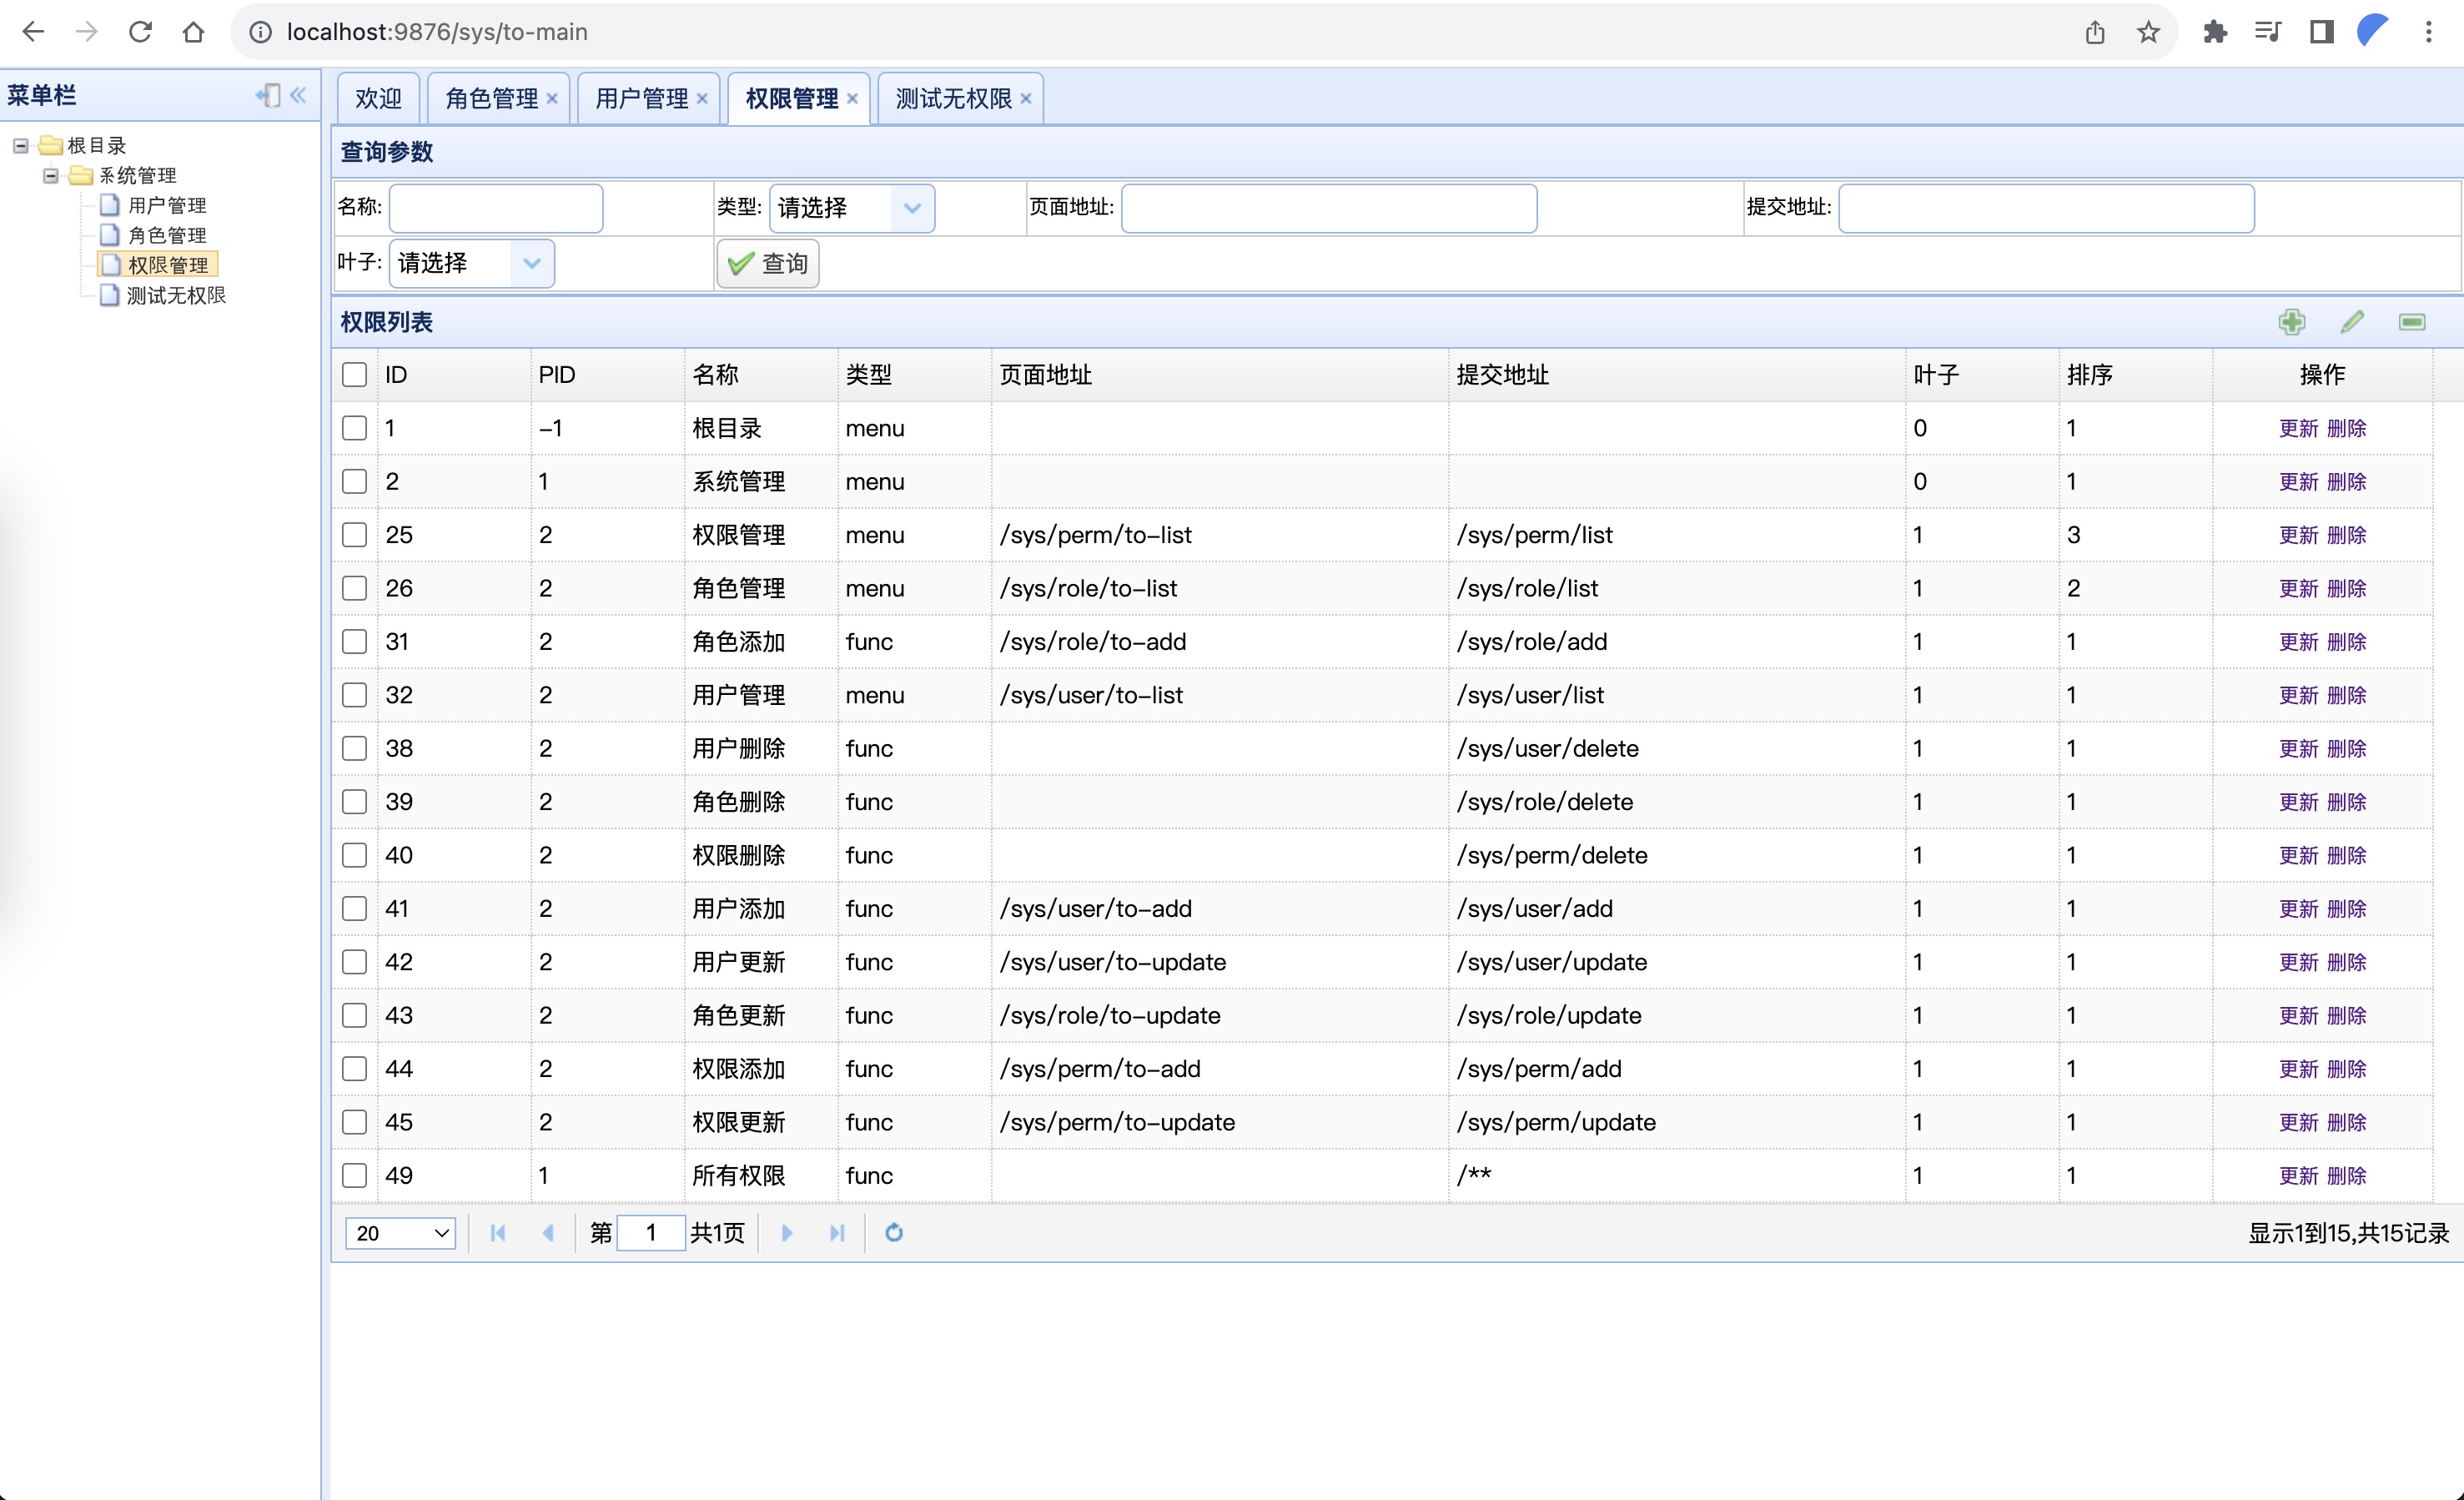 localhost:9876/sys/to-main
菜单栏
根目录
系统管理
用户管理
角色管理
权限管理
测试无权限
欢迎 角色管理 用户管理 权限管理 测试无权限
查询参数
名称: 类型: 请选择 页面地址: 提交地址:
叶子: 请选择 查询
权限列表
ID PID 名称 类型 页面地址 提交地址 叶子 排序 操作
1 -1 根目录 menu 0 1 更新 删除
2 1 系统管理 menu 0 1 更新 删除
25 2 权限管理 menu /sys/perm/to-list /sys/perm/list 1 3 更新 删除
26 2 角色管理 menu /sys/role/to-list /sys/role/list 1 2 更新 删除
31 2 角色添加 func /sys/role/to-add /sys/role/add 1 1 更新 删除
32 2 用户管理 menu /sys/user/to-list /sys/user/list 1 1 更新 删除
38 2 用户删除 func /sys/user/delete 1 1 更新 删除
39 2 角色删除 func /sys/role/delete 1 1 更新 删除
40 2 权限删除 func /sys/perm/delete 1 1 更新 删除
41 2 用户添加 func /sys/user/to-add /sys/user/add 1 1 更新 删除
42 2 用户更新 func /sys/user/to-update /sys/user/update 1 1 更新 删除
43 2 角色更新 func /sys/role/to-update /sys/role/update 1 1 更新 删除
44 2 权限添加 func /sys/perm/to-add /sys/perm/add 1 1 更新 删除
45 2 权限更新 func /sys/perm/to-update /sys/perm/update 1 1 更新 删除
49 1 所有权限 func /** 1 1 更新 删除
20 第 1 共1页 显示1到15,共15记录